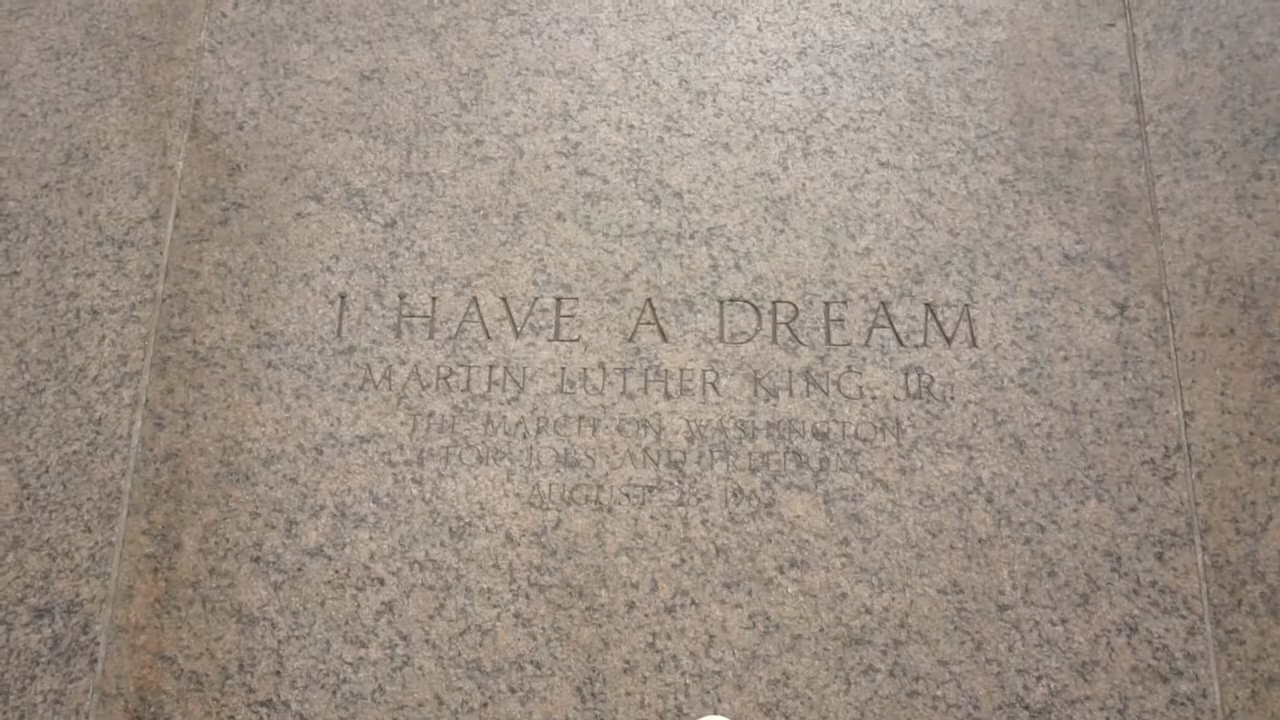 I HAVE A DREAM
MARTIN LUTHER KING, JR.
THE MARCH ON WASHINGTON
FOR JOBS AND FREEDOM
AUGUST 28, 1963